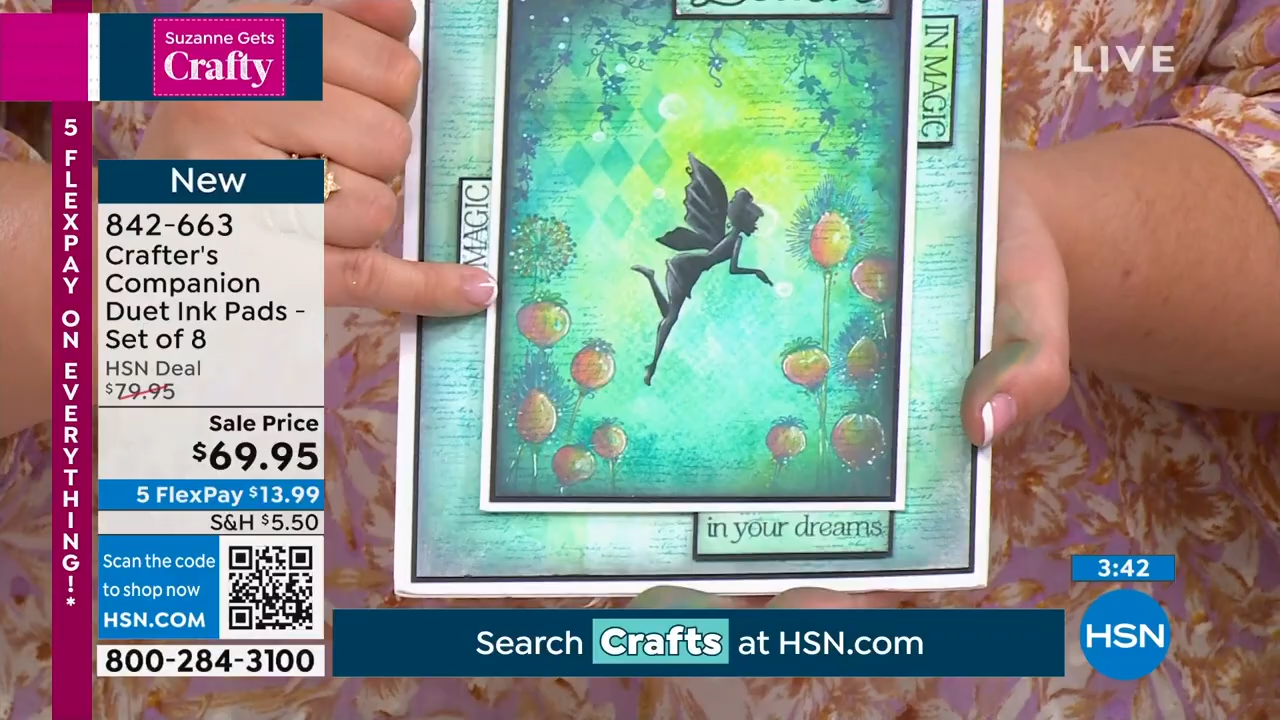 Suzanne Gets
Crafty
LIVE
5 FLEXPAY ON EVERYTHING!*
New
842-663
Crafter's
Companion
Duet Ink Pads -
Set of 8
HSN Deal
$79.95
Sale Price
$69.95
5 FlexPay $13.99
S&H $5.50
Scan the code
to shop now
HSN.COM
800-284-3100
IN MAGIC
MAGIC
in your dreams
3:42
HSN
Search Crafts at HSN.com